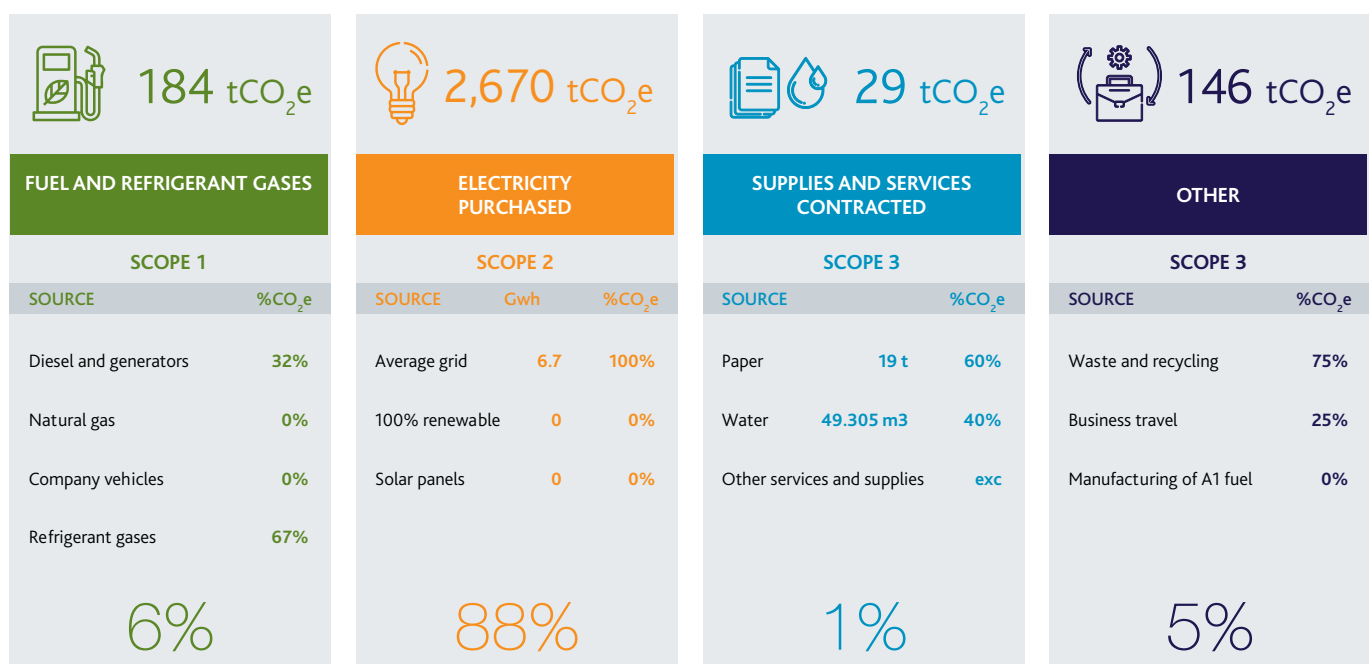 184 tCO₂e
FUEL AND REFRIGERANT GASES
SCOPE 1
SOURCE %CO₂e
Diesel and generators 32%
Natural gas 0%
Company vehicles 0%
Refrigerant gases 67%
6%
2,670 tCO₂e
ELECTRICITY
PURCHASED
SCOPE 2
SOURCE Gwh %CO₂e
Average grid 6.7 100%
100% renewable 0 0%
Solar panels 0 0%
88%
29 tCO₂e
SUPPLIES AND SERVICES
CONTRACTED
SCOPE 3
SOURCE %CO₂e
Paper 19 t 60%
Water 49.305 m3 40%
Other services and supplies exc
1%
146 tCO₂e
OTHER
SCOPE 3
SOURCE %CO₂e
Waste and recycling 75%
Business travel 25%
Manufacturing of A1 fuel 0%
5%